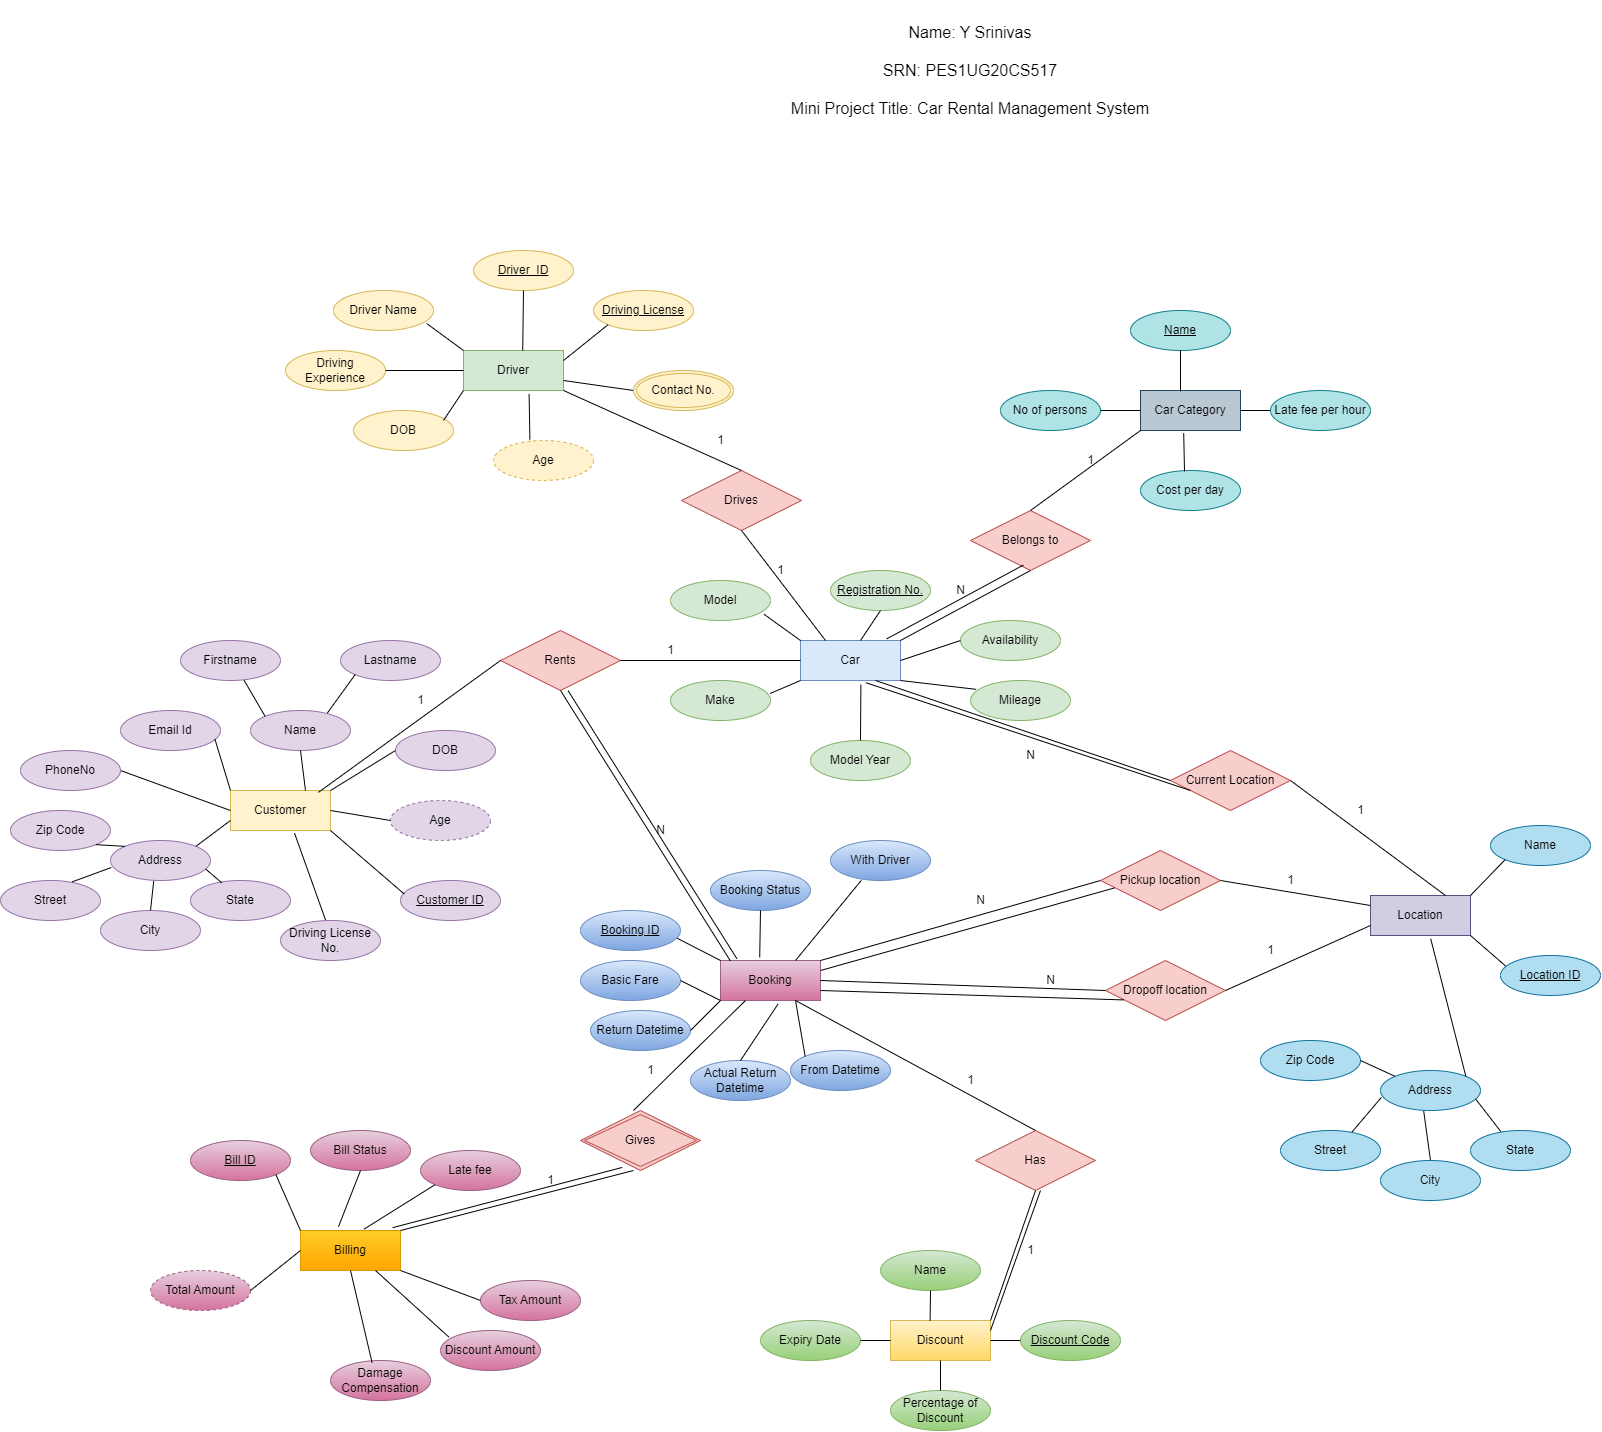 Name: Y Srinivas
SRN: PES1UG20CS517
Mini Project Title: Car Rental Management System
Driver_ID
Driver Name
Driving License
Driving
Experience
Driver
Contact No.
DOB
Age
1
Drives
1
Name
No of persons
Car Category
Late fee per hour
1
Cost per day
Belongs to
N
Model
Registration No.
Availability
Car
Make
Mileage
Model Year
Rents
1
1
N
Firstname
Lastname
Email Id
Name
DOB
PhoneNo
Customer
Age
Zip Code
Address
Street
State
City
Customer ID
Driving License
No.
N
Current Location
1
Pickup location
N
1
Dropoff location
N
1
Name
Location
Location ID
Zip Code
Address
Street
State
City
With Driver
Booking Status
Booking ID
Basic Fare
Booking
Return Datetime
Actual Return
Datetime
From Datetime
1
Gives
1
1
Has
1
Bill ID
Bill Status
Late fee
Billing
Total Amount
Tax Amount
Discount Amount
Damage
Compensation
Name
Expiry Date
Discount
Discount Code
Percentage of
Discount